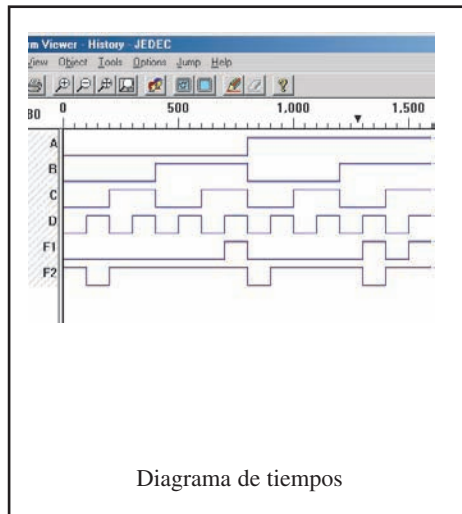 m Viewer - History - JEDEC
View Object Tools Options Jump Help
80 0 500 1,000 1,500
A
B
C
D
F1
F2
Diagrama de tiempos